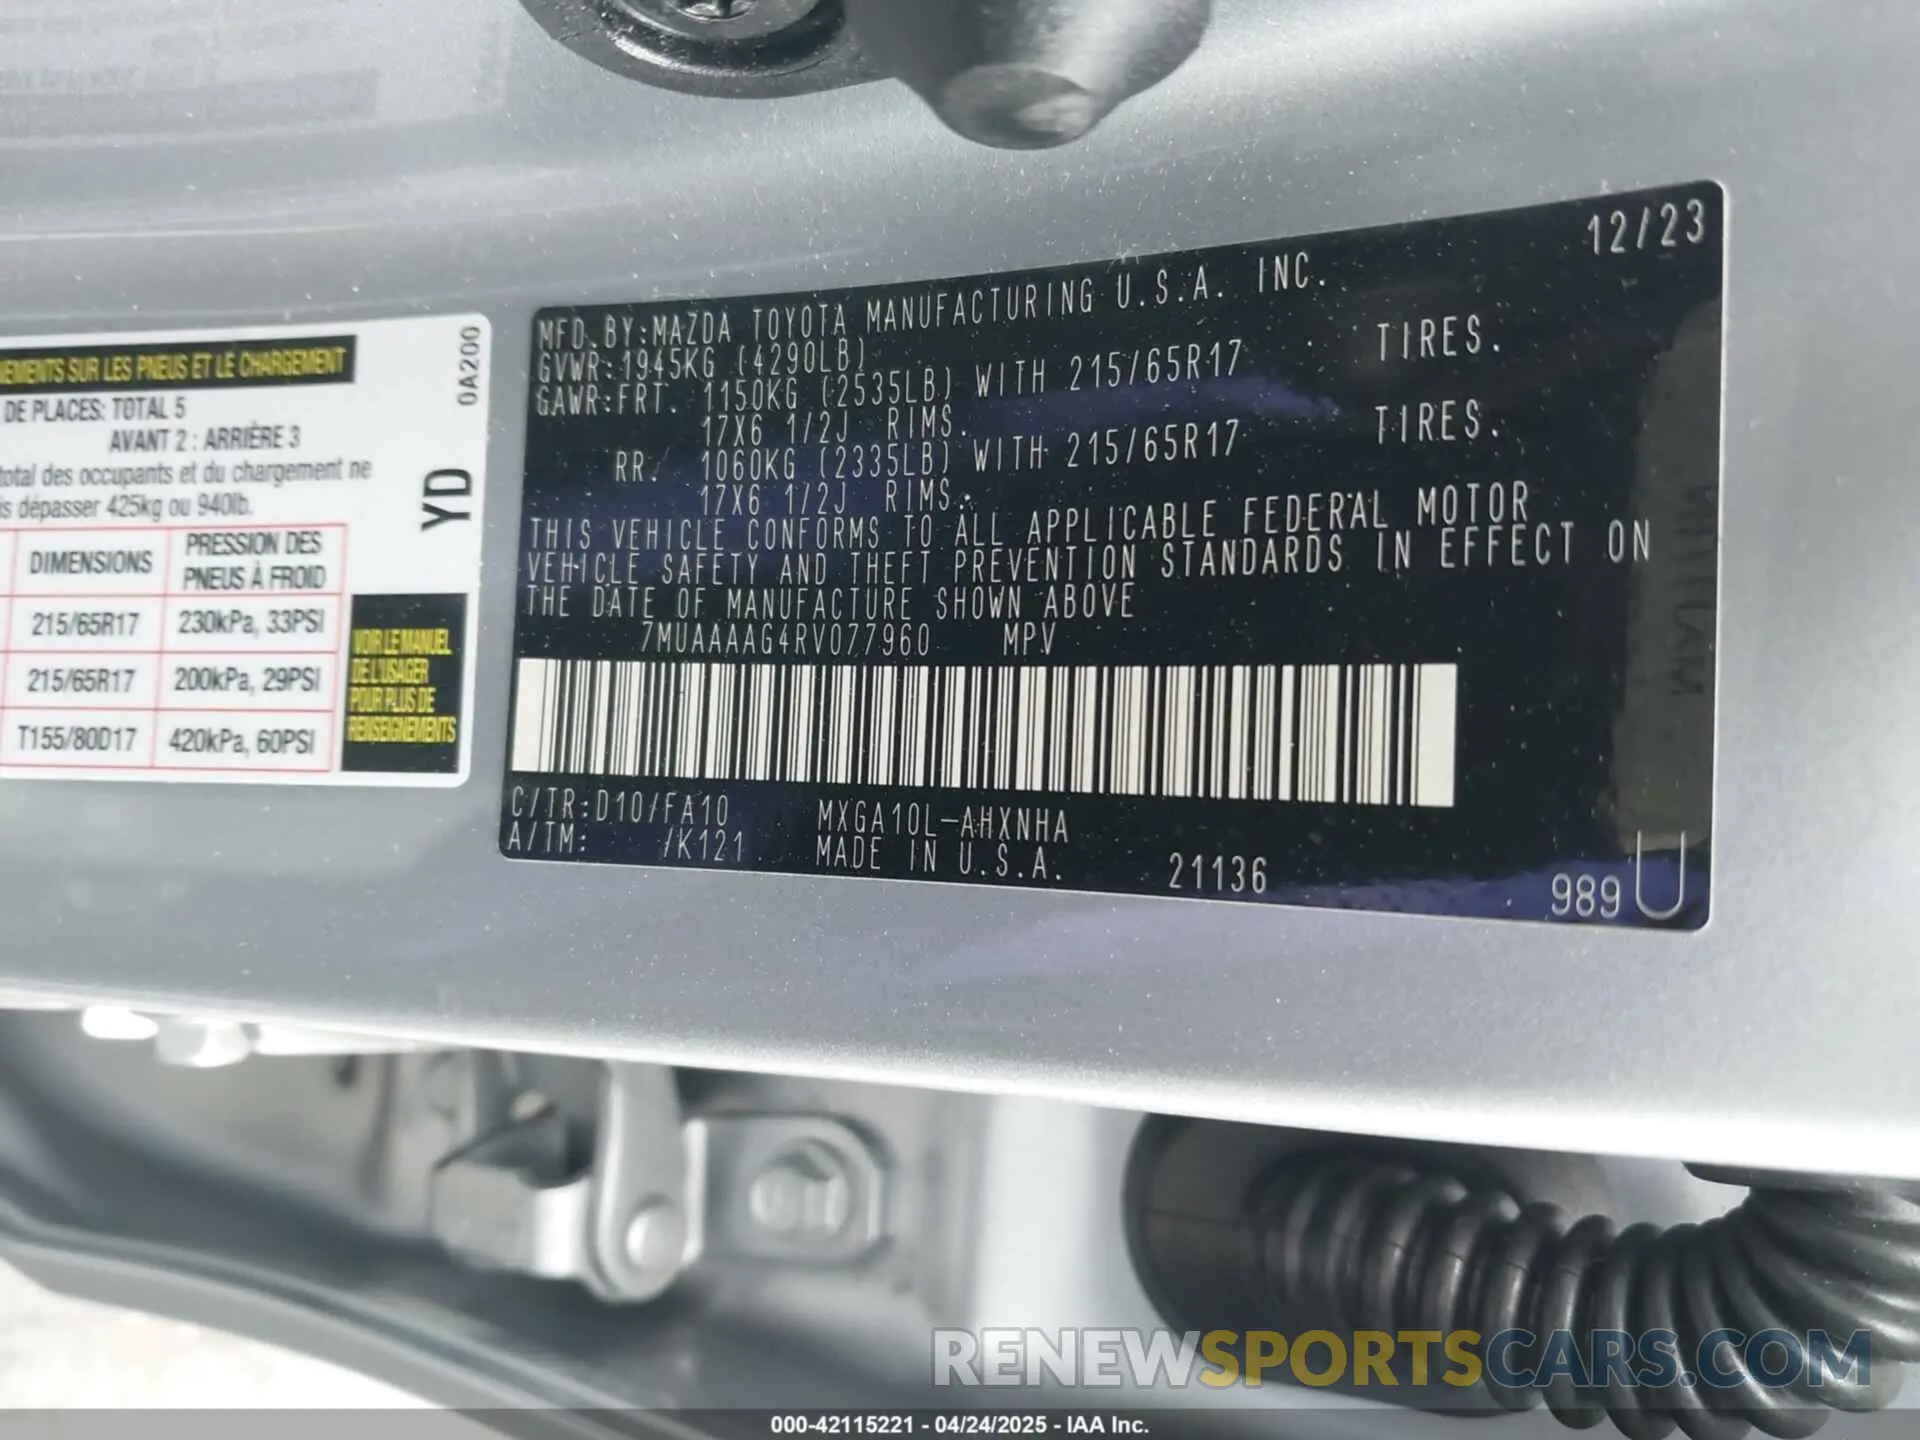 EMENTS SUR LES PNEUS ET LE CHARGEMENT
0A200
DE PLACES: TOTAL 5
AVANT 2 : ARRIÈRE 3
total des occupants et du chargement ne
is dépasser 425kg ou 940lb.
YD
DIMENSIONS
PRESSION DES
PNEUS À FROID
215/65R17 230kPa, 33PSI
215/65R17 200kPa, 29PSI
T155/80D17 420kPa, 60PSI
VOIR LE MANUEL
DE L'USAGER
POUR PLUS DE
RENSEIGNEMENTS
12/23
MFD. BY:MAZDA TOYOTA MANUFACTURING U.S.A. INC.
GVWR:1945KG (4290LB)
GAWR:FRT. 1150KG (2535LB) WITH 215/65R17 TIRES.
17X6 1/2J RIMS.
RR. 1060KG (2335LB) WITH 215/65R17 TIRES.
17X6 1/2J RIMS.
THIS VEHICLE CONFORMS TO ALL APPLICABLE FEDERAL MOTOR
VEHICLE SAFETY AND THEFT PREVENTION STANDARDS IN EFFECT ON
THE DATE OF MANUFACTURE SHOWN ABOVE
7MUAAAAG4RV077960 MPV
C/TR:D10/FA10 MXGA10L-AHXNHA
A/TM: /K121 MADE IN U.S.A. 21136
989 U
RENEWSPORTSCARS.COM
000-42115221 - 04/24/2025 - IAA Inc.